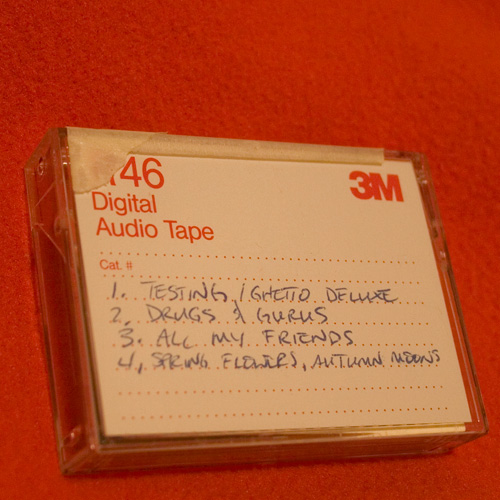 146
3M
Digital
Audio Tape
Cat. #
1. TESTING / GHETTO DELUXE
2. DRUGS & GURUS
3. ALL MY FRIENDS
4, SPRING FLOWERS, AUTUMN MOONS